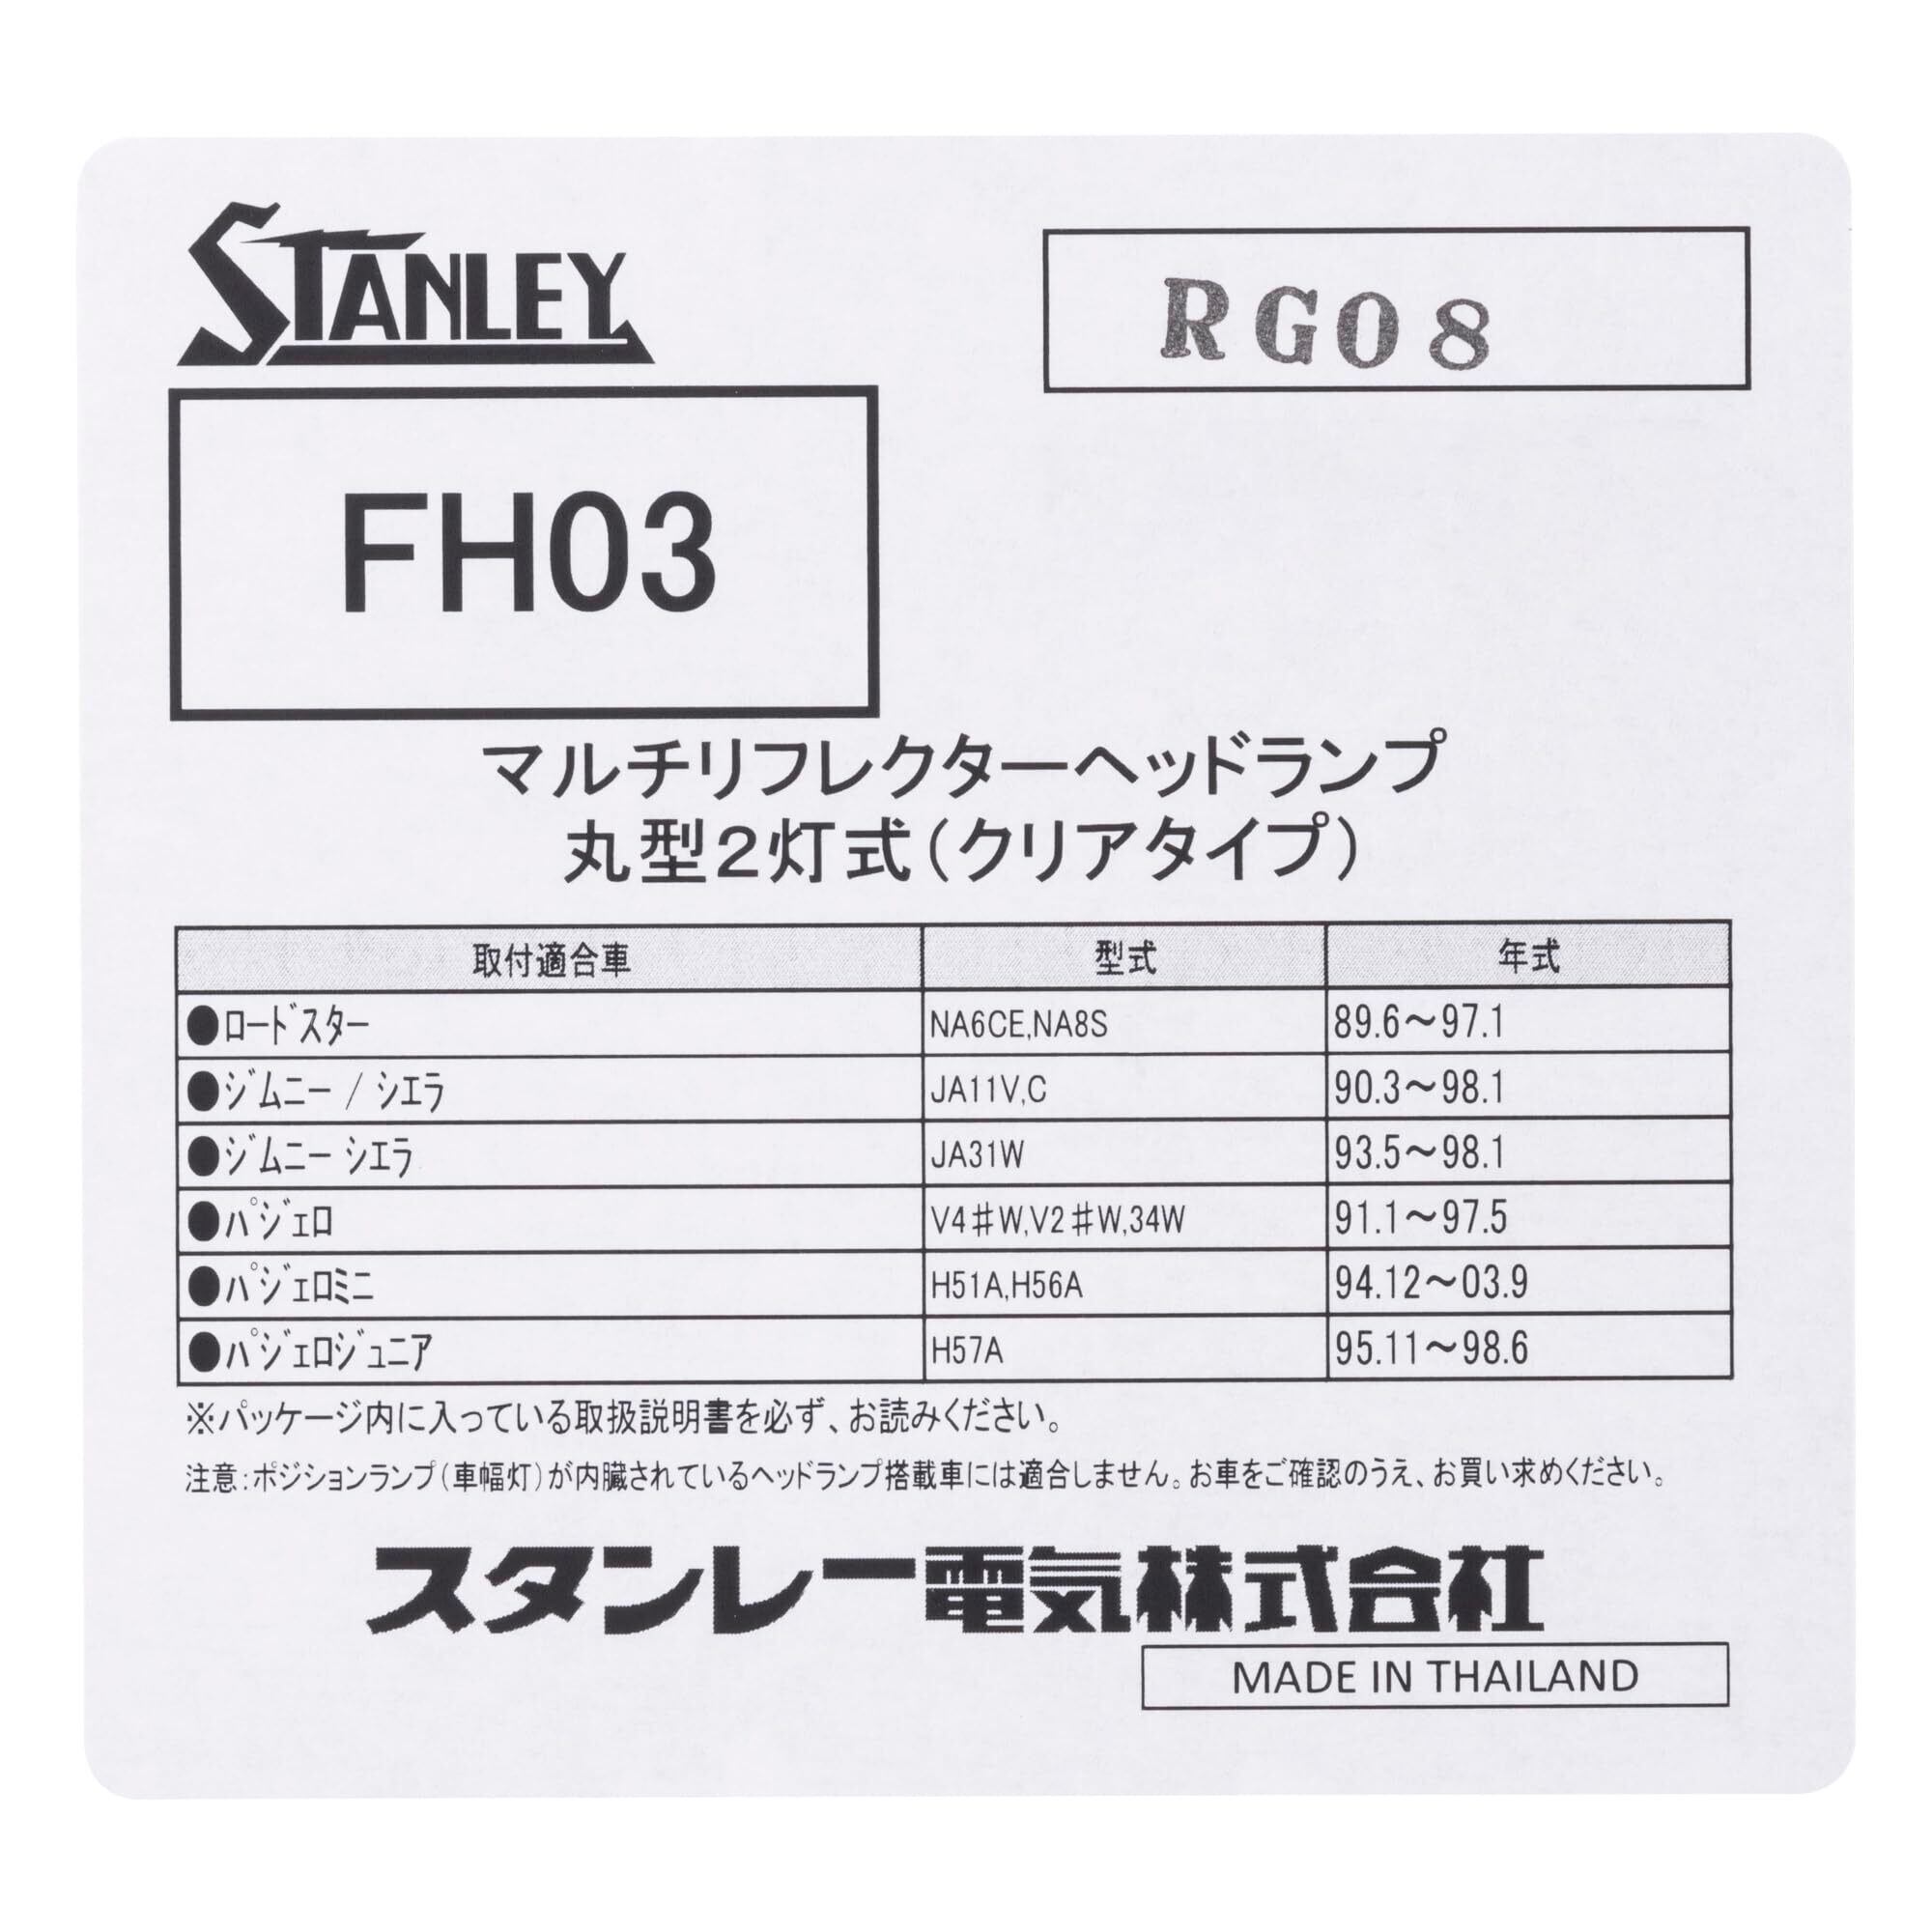 STANLEY
RG08
FH03
マルチリフレクターヘッドランプ
丸型2灯式(クリアタイプ)
取付適合車 型式 年式
●ロードスター NA6CE,NA8S 89.6～97.1
●ジムニー / シエラ JA11V,C 90.3～98.1
●ジムニー シエラ JA31W 93.5～98.1
●パジェロ V4♯W,V2♯W,34W 91.1～97.5
●パジェロミニ H51A,H56A 94.12～03.9
●パジェロジュニア H57A 95.11～98.6
※パッケージ内に入っている取扱説明書を必ず、お読みください。
注意:ポジションランプ(車幅灯)が内臓されているヘッドランプ搭載車には適合しません。お車をご確認のうえ、お買い求めください。
スタンレー電気株式会社
MADE IN THAILAND